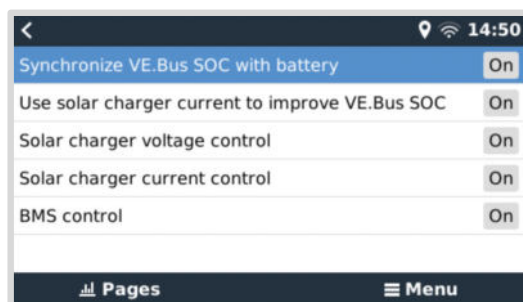 14:50
Synchronize VE.Bus SOC with battery On
Use solar charger current to improve VE.Bus SOC On
Solar charger voltage control On
Solar charger current control On
BMS control On
Pages Menu